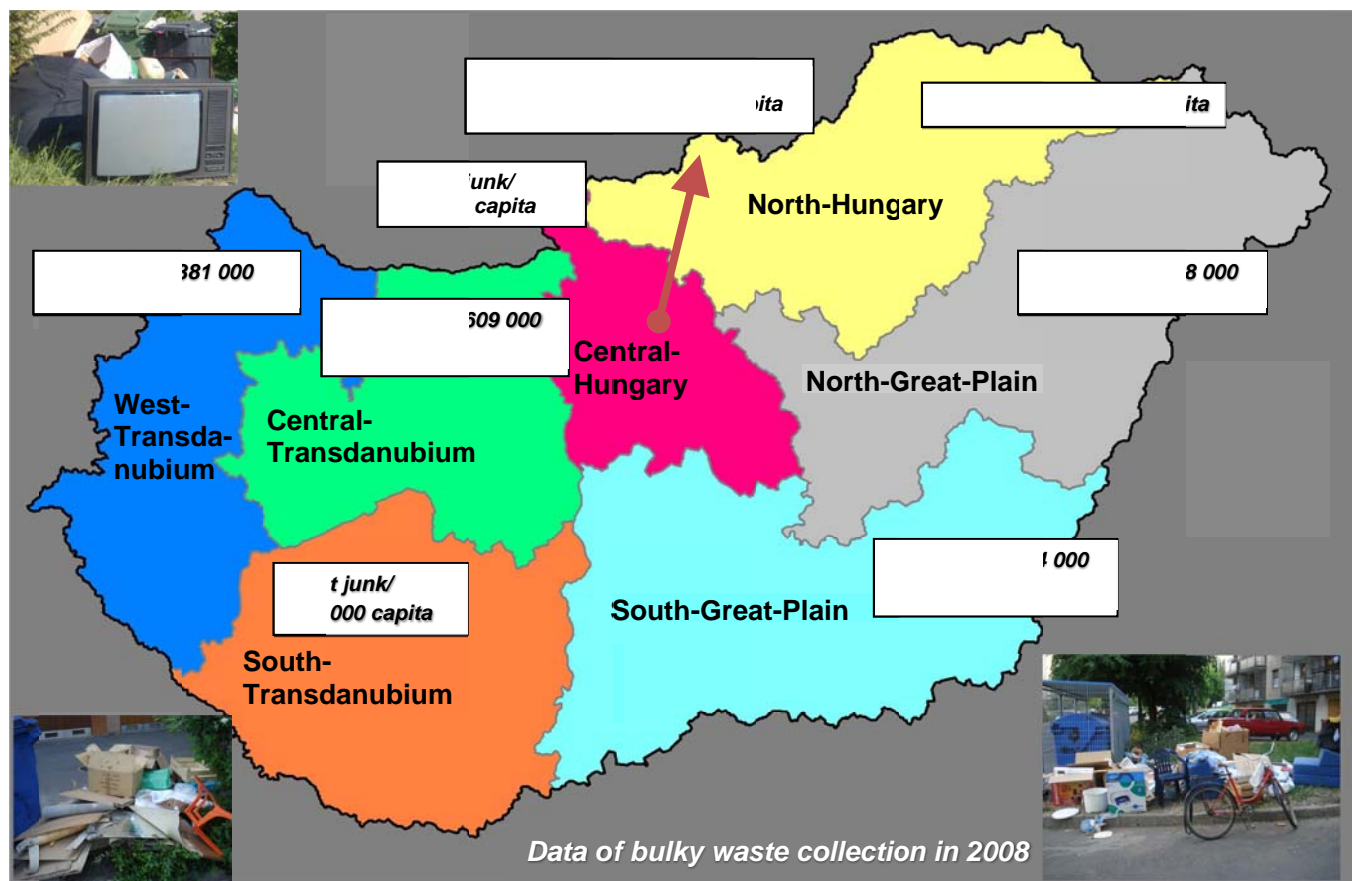 pita
ita
junk/
capita
North-Hungary
381 000
8 000
609 000
Central-
Hungary
North-Great-Plain
West-
Transda-
nubium
Central-
Transdanubium
000
t junk/
000 capita
South-Great-Plain
South-
Transdanubium
Data of bulky waste collection in 2008